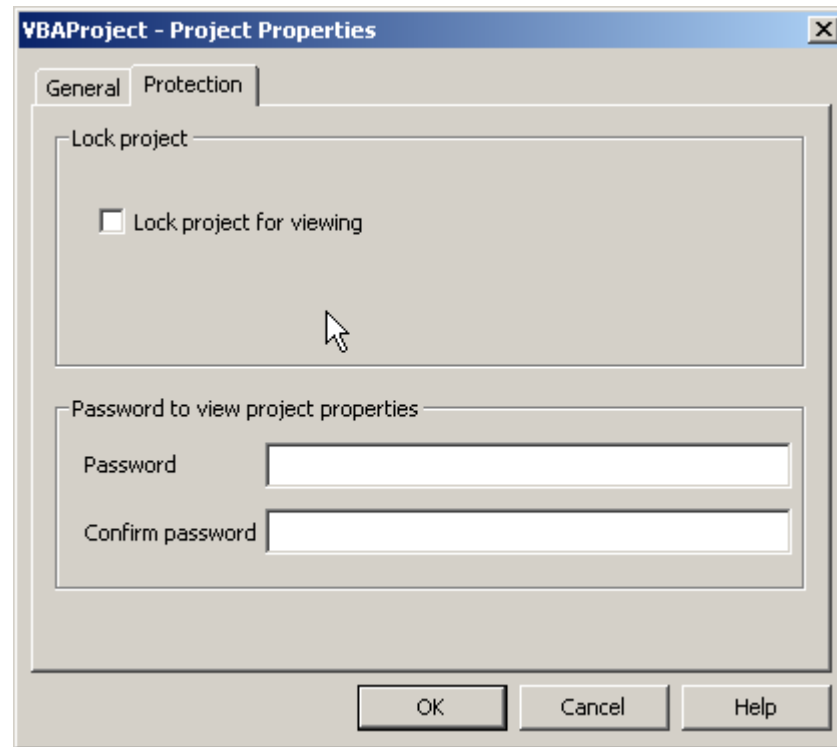 VBAProject - Project Properties
General
Protection
Lock project
Lock project for viewing
Password to view project properties
Password
Confirm password
OK
Cancel
Help